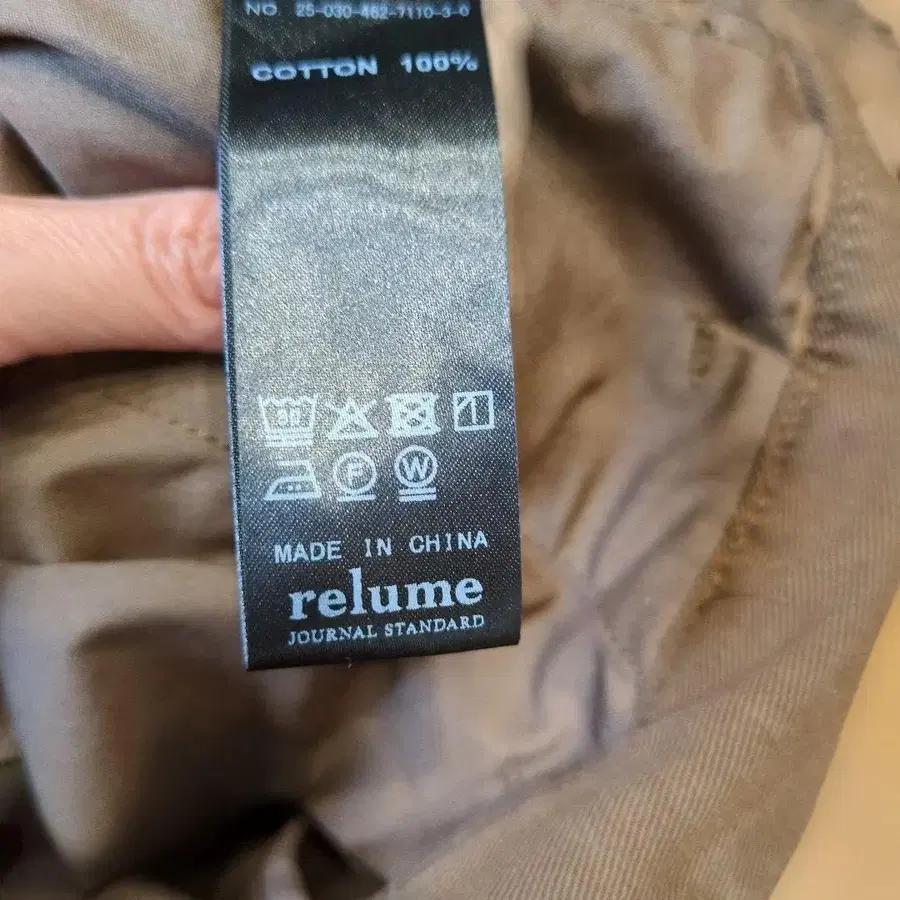 NO. 25-030-462-7110-3-0
COTTON 100%
F W
MADE IN CHINA
relume
JOURNAL STANDARD